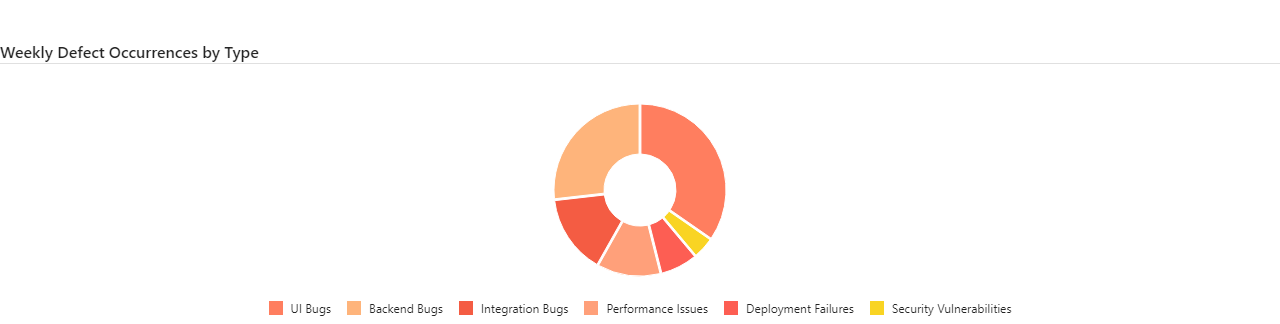 Weekly Defect Occurrences by Type
UI Bugs Backend Bugs Integration Bugs Performance Issues Deployment Failures Security Vulnerabilities